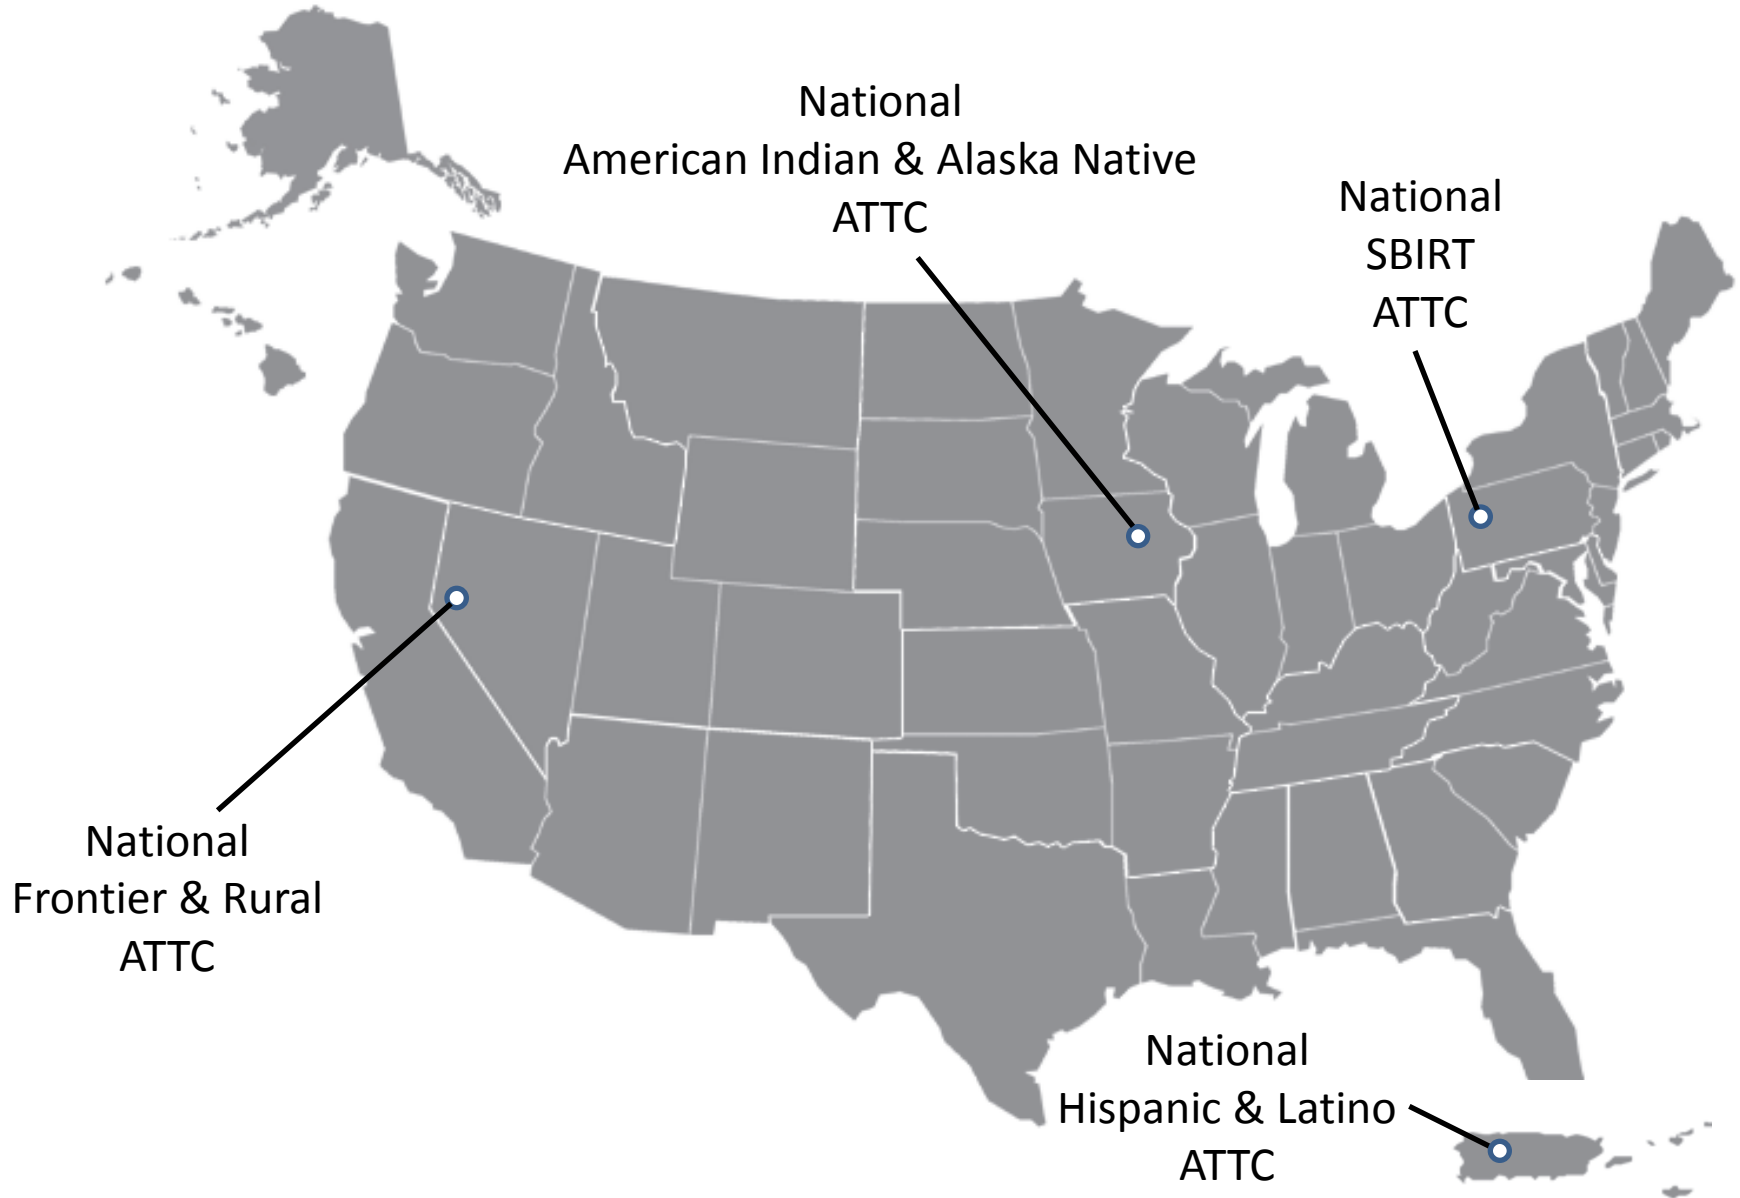 National
American Indian & Alaska Native
ATTC
National
SBIRT
ATTC
National
Frontier & Rural
ATTC
National
Hispanic & Latino
ATTC